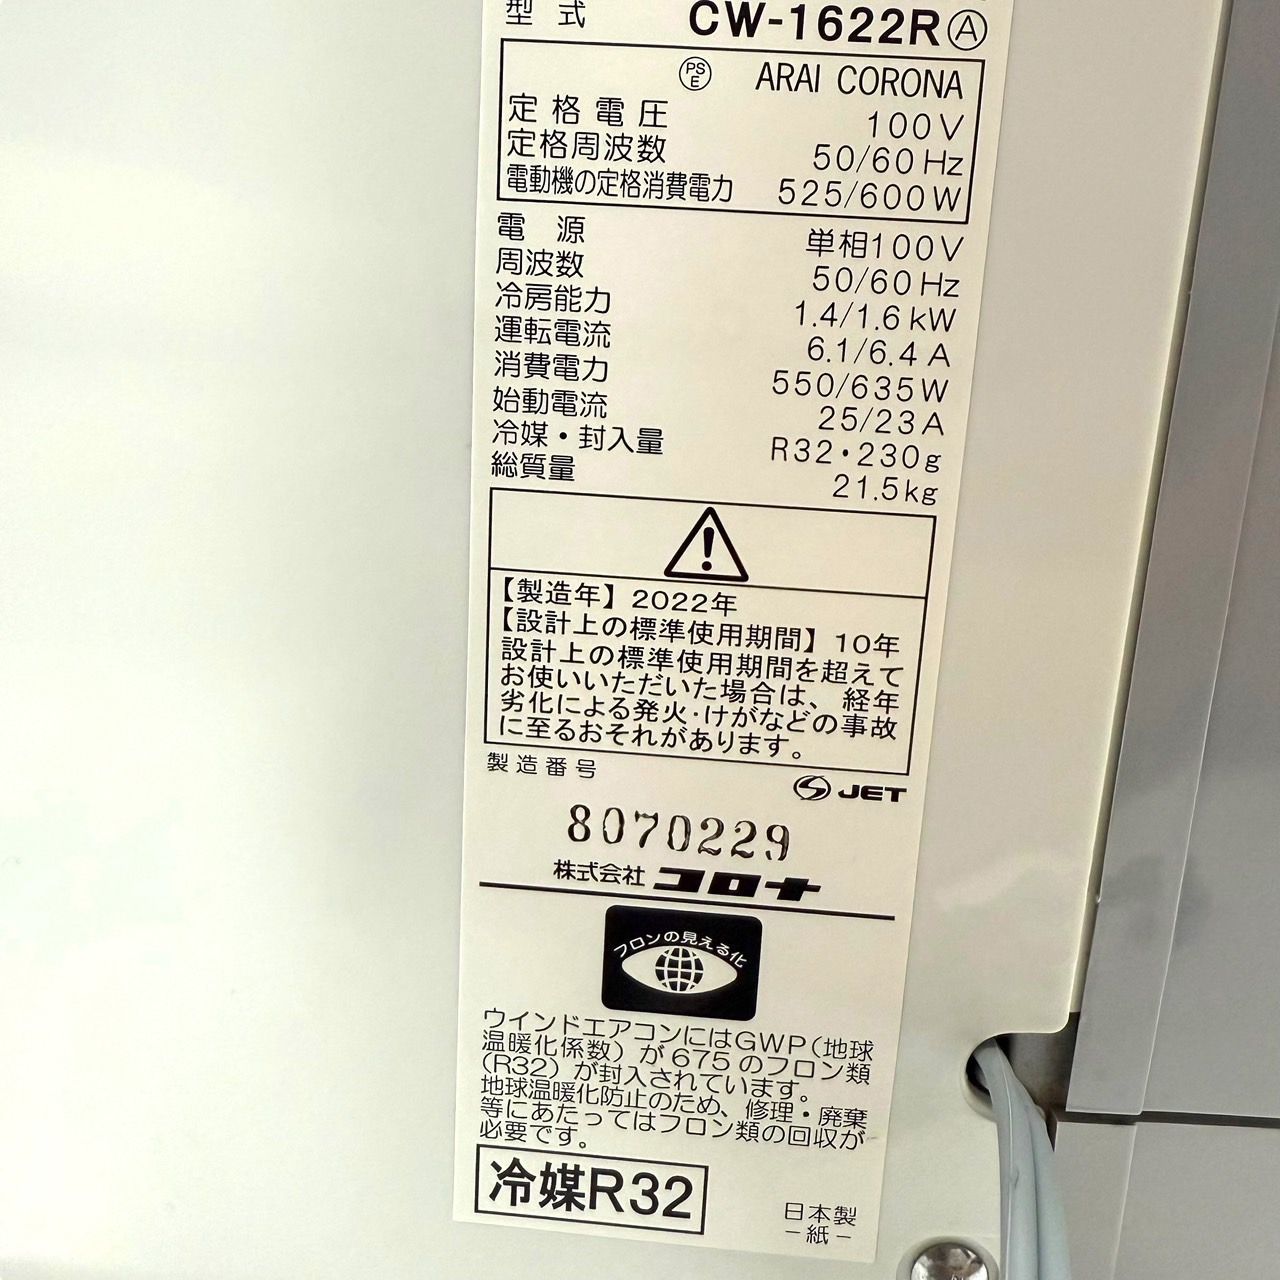 型式 CW-1622RⒶ
PS E ARAI CORONA
定格電圧 100V
定格周波数 50/60Hz
電動機の定格消費電力 525/600W
電源 単相100V
周波数 50/60Hz
冷房能力 1.4/1.6kW
運転電流 6.1/6.4A
消費電力 550/635W
始動電流 25/23A
冷媒・封入量 R32・230g
総質量 21.5kg
【製造年】2022年
【設計上の標準使用期間】10年
設計上の標準使用期間を超えて
お使いいただいた場合は、経年
劣化による発火・けがなどの事故
に至るおそれがあります。
製造番号
JET
8070229
株式会社 コロナ
フロンの見える化
ウインドエアコンにはGWP(地球
温暖化係数)が675のフロン類
(R32)が封入されています。
地球温暖化防止のため、修理・廃棄
等にあたってはフロン類の回収が
必要です。
冷媒R32
日本製
-紙-